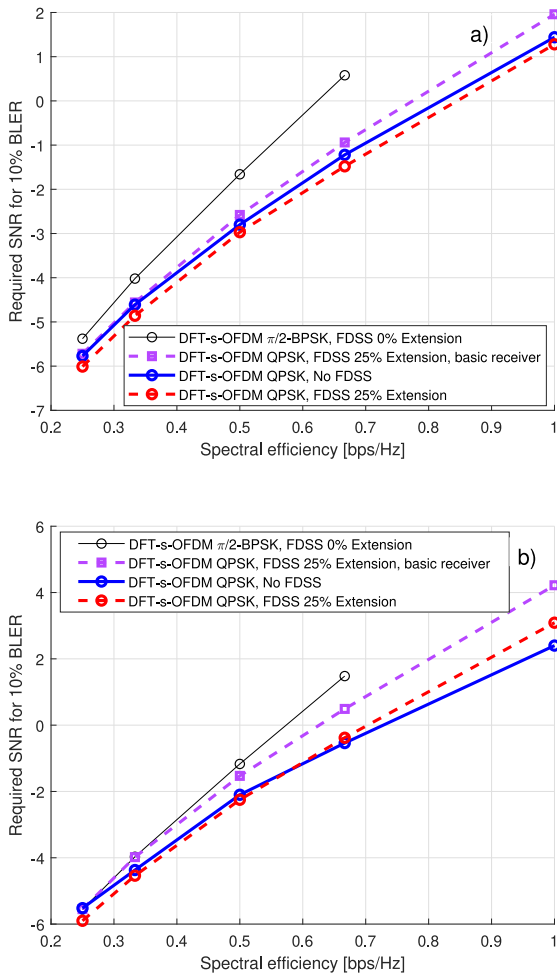 2
1
0
-1
-2
-3
-4
-5
-6
-7
Required SNR for 10% BLER
a)
DFT-s-OFDM π/2-BPSK, FDSS 0% Extension
DFT-s-OFDM QPSK, FDSS 25% Extension, basic receiver
DFT-s-OFDM QPSK, No FDSS
DFT-s-OFDM QPSK, FDSS 25% Extension
0.2 0.3 0.4 0.5 0.6 0.7 0.8 0.9 1
Spectral efficiency [bps/Hz]
6
4
2
0
-2
-4
-6
Required SNR for 10% BLER
DFT-s-OFDM π/2-BPSK, FDSS 0% Extension
DFT-s-OFDM QPSK, FDSS 25% Extension, basic receiver
DFT-s-OFDM QPSK, No FDSS
DFT-s-OFDM QPSK, FDSS 25% Extension
b)
0.2 0.3 0.4 0.5 0.6 0.7 0.8 0.9 1
Spectral efficiency [bps/Hz]